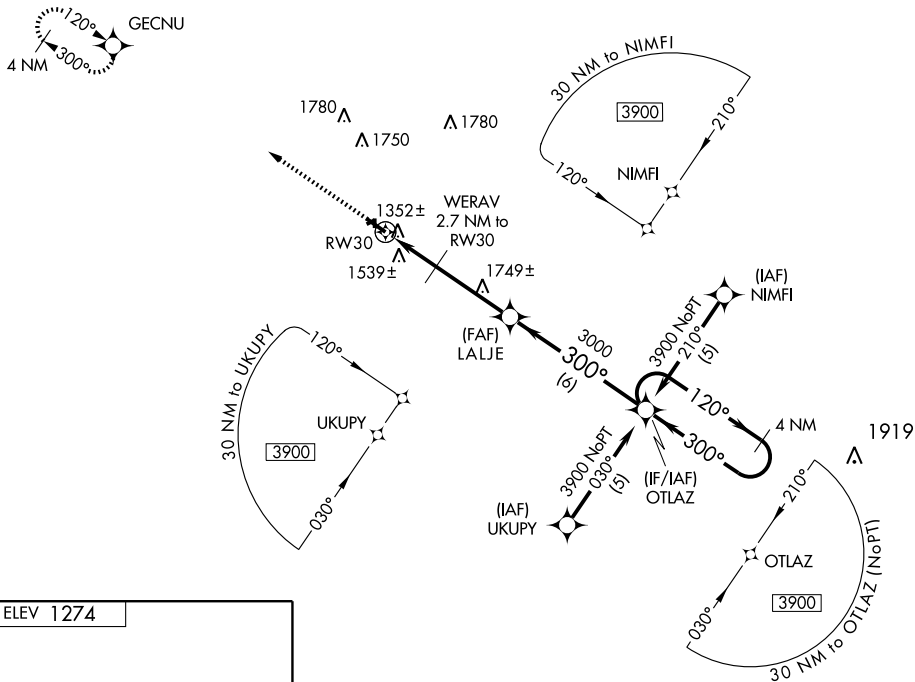 120°
GECNU
300°
4 NM
30 NM to NIMFI
3900
210°
120°
NIMFI
1780
1750
1780
1352±
RW30
1539±
WERAV
2.7 NM to
RW30
1749±
(FAF)
LALJE
3000
300°
(6)
(IAF)
NIMFI
3900 NoPT
210°
(5)
120°
300°
4 NM
1919
30 NM to UKUPY
120°
UKUPY
3900
030°
3900 NoPT
030°
(5)
(IF/IAF)
OTLAZ
(IAF)
UKUPY
210°
OTLAZ
030°
3900
30 NM to OTLAZ (NoPT)
ELEV 1274